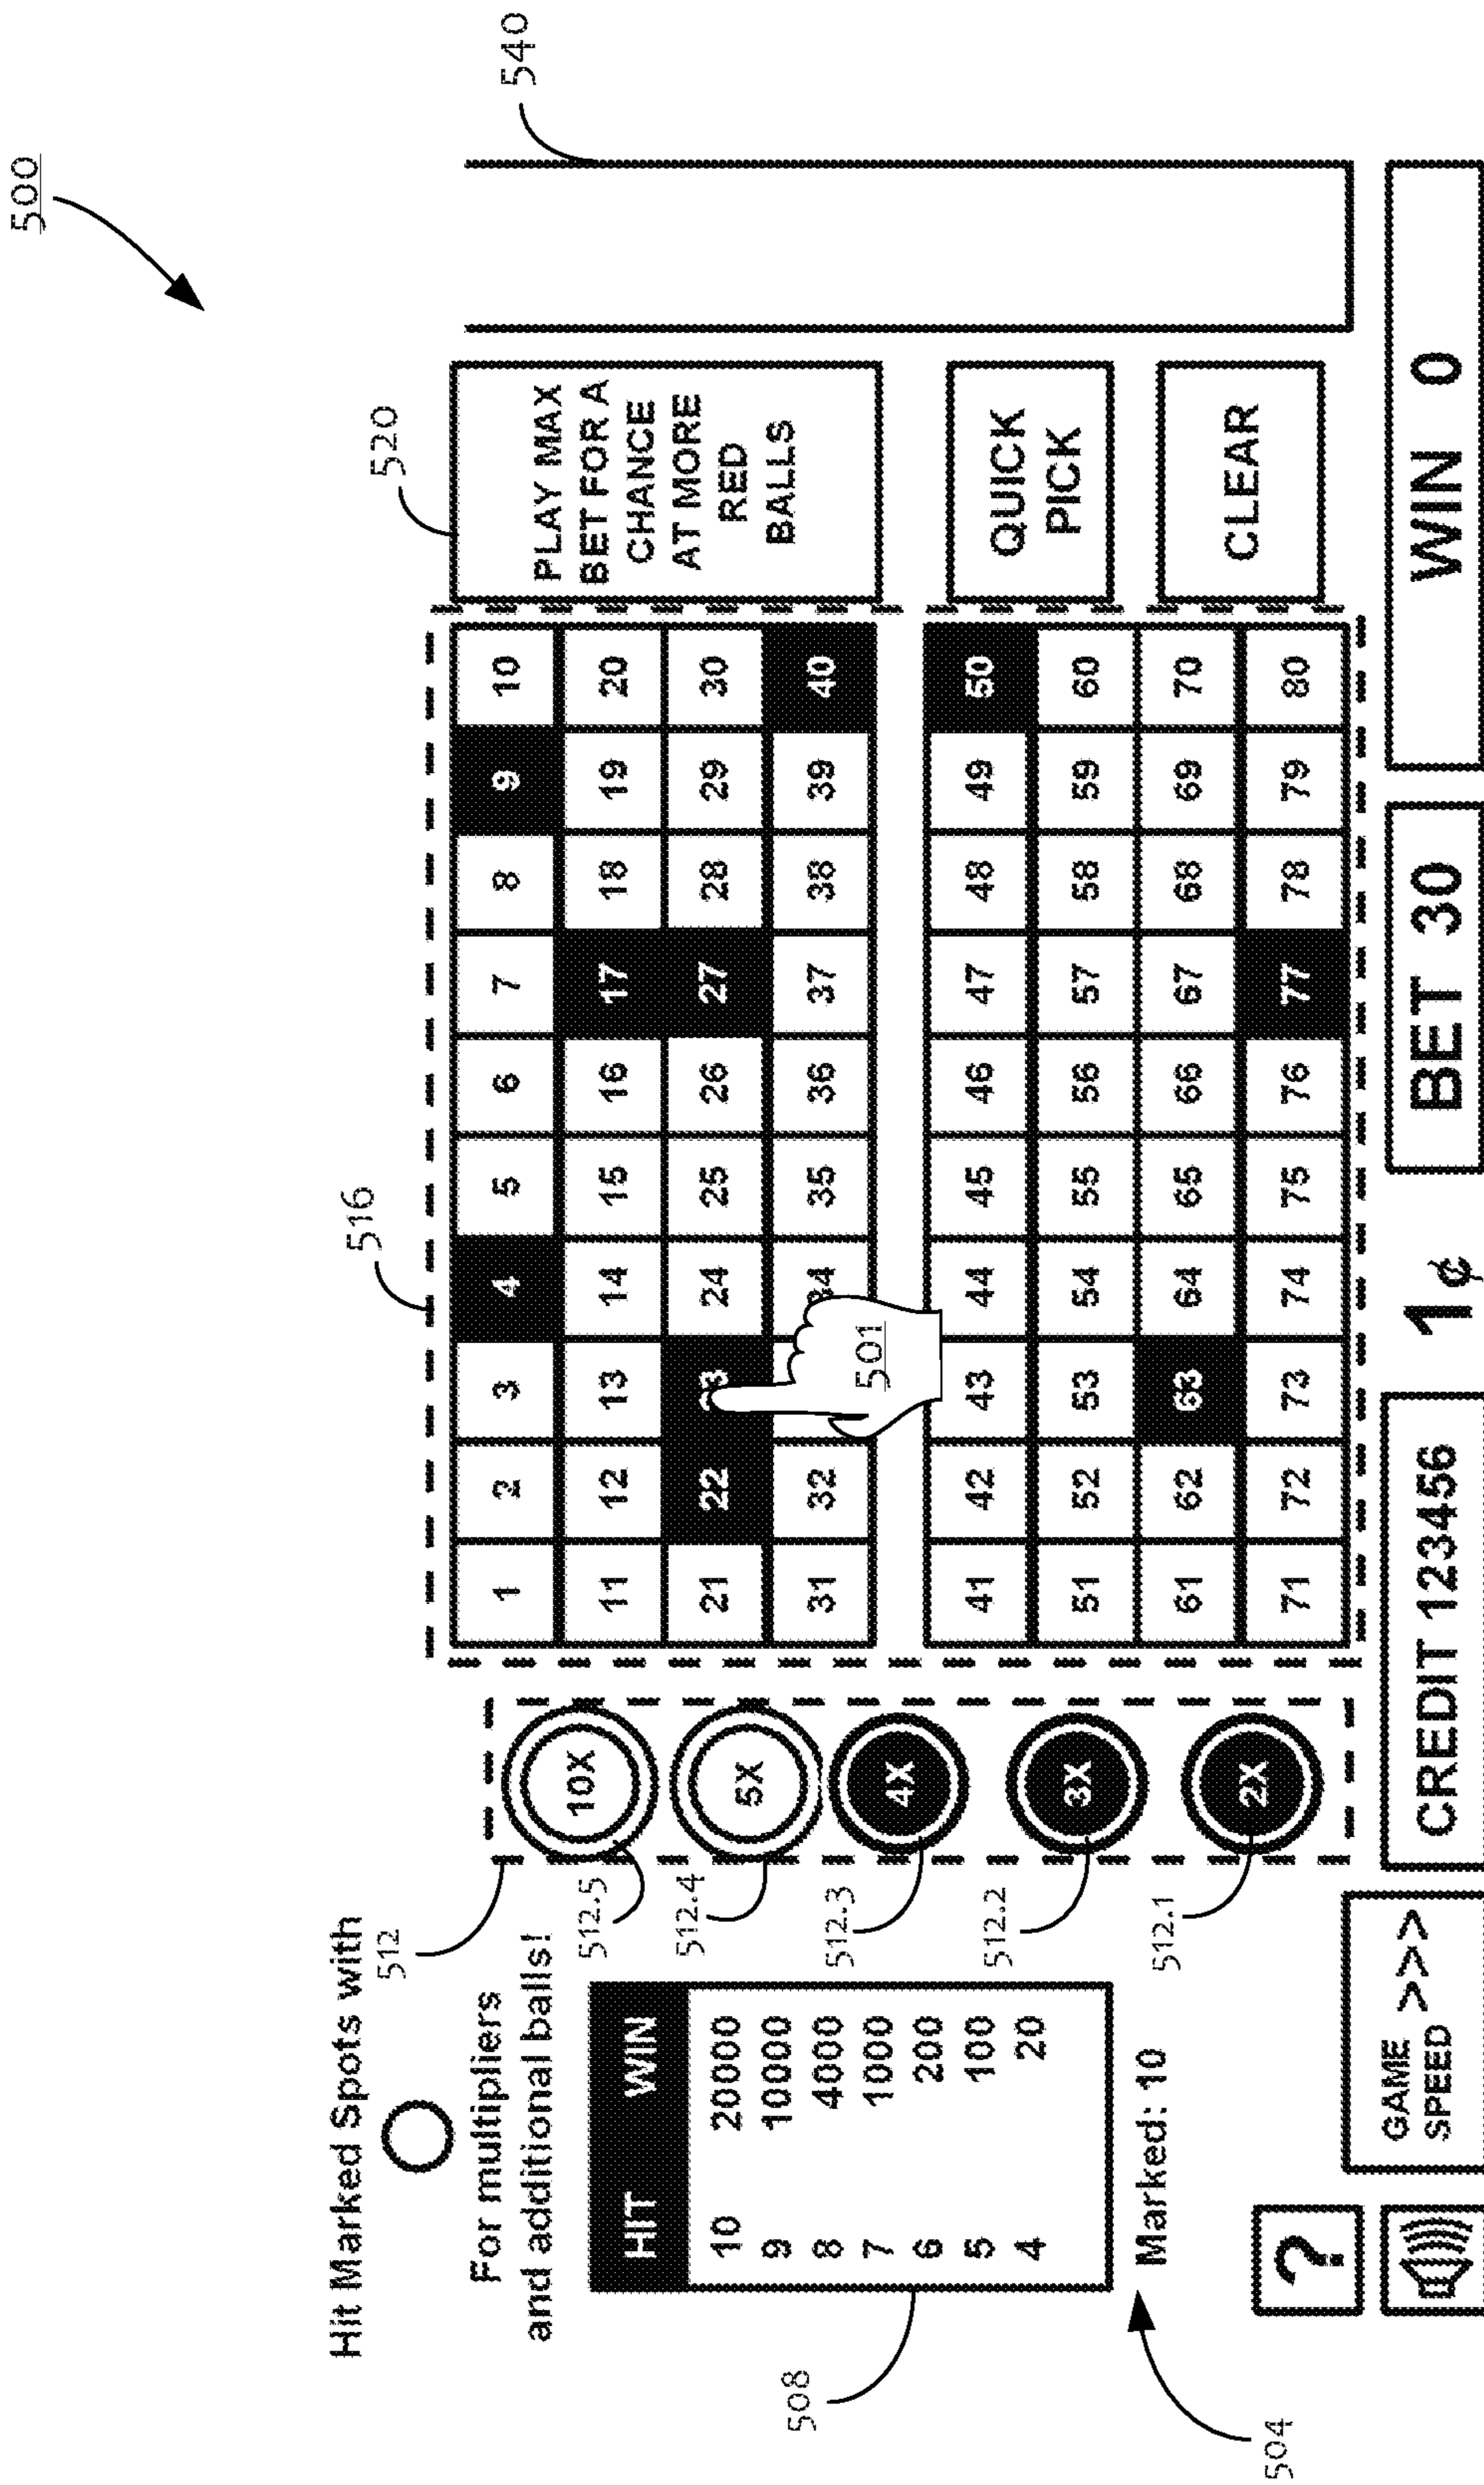 500
Hit Marked Spots with
For multipliers
and additional balls!
512
512.5
512.4
512.3
512.2
512.1
10X
5X
4X
3X
2X
HIT WIN
10 20000
9 10000
8 4000
7 1000
6 200
5 100
4 20
Marked: 10
508
504
516
1 2 3 4 5 6 7 8 9 10
11 12 13 14 15 16 17 18 19 20
21 22 24 25 26 27 28 29 30
31 32 35 36 37 38 39 40
501
41 42 43 44 45 46 47 48 49 50
51 52 53 54 55 56 57 58 59 60
61 62 63 64 65 66 67 68 69 70
71 72 73 74 75 76 77 78 79 80
520
PLAY MAX
BET FOR A
CHANCE
AT MORE
RED
BALLS
QUICK
PICK
CLEAR
540
?
GAME
SPEED >>>
CREDIT 123456
1¢
BET 30
WIN 0